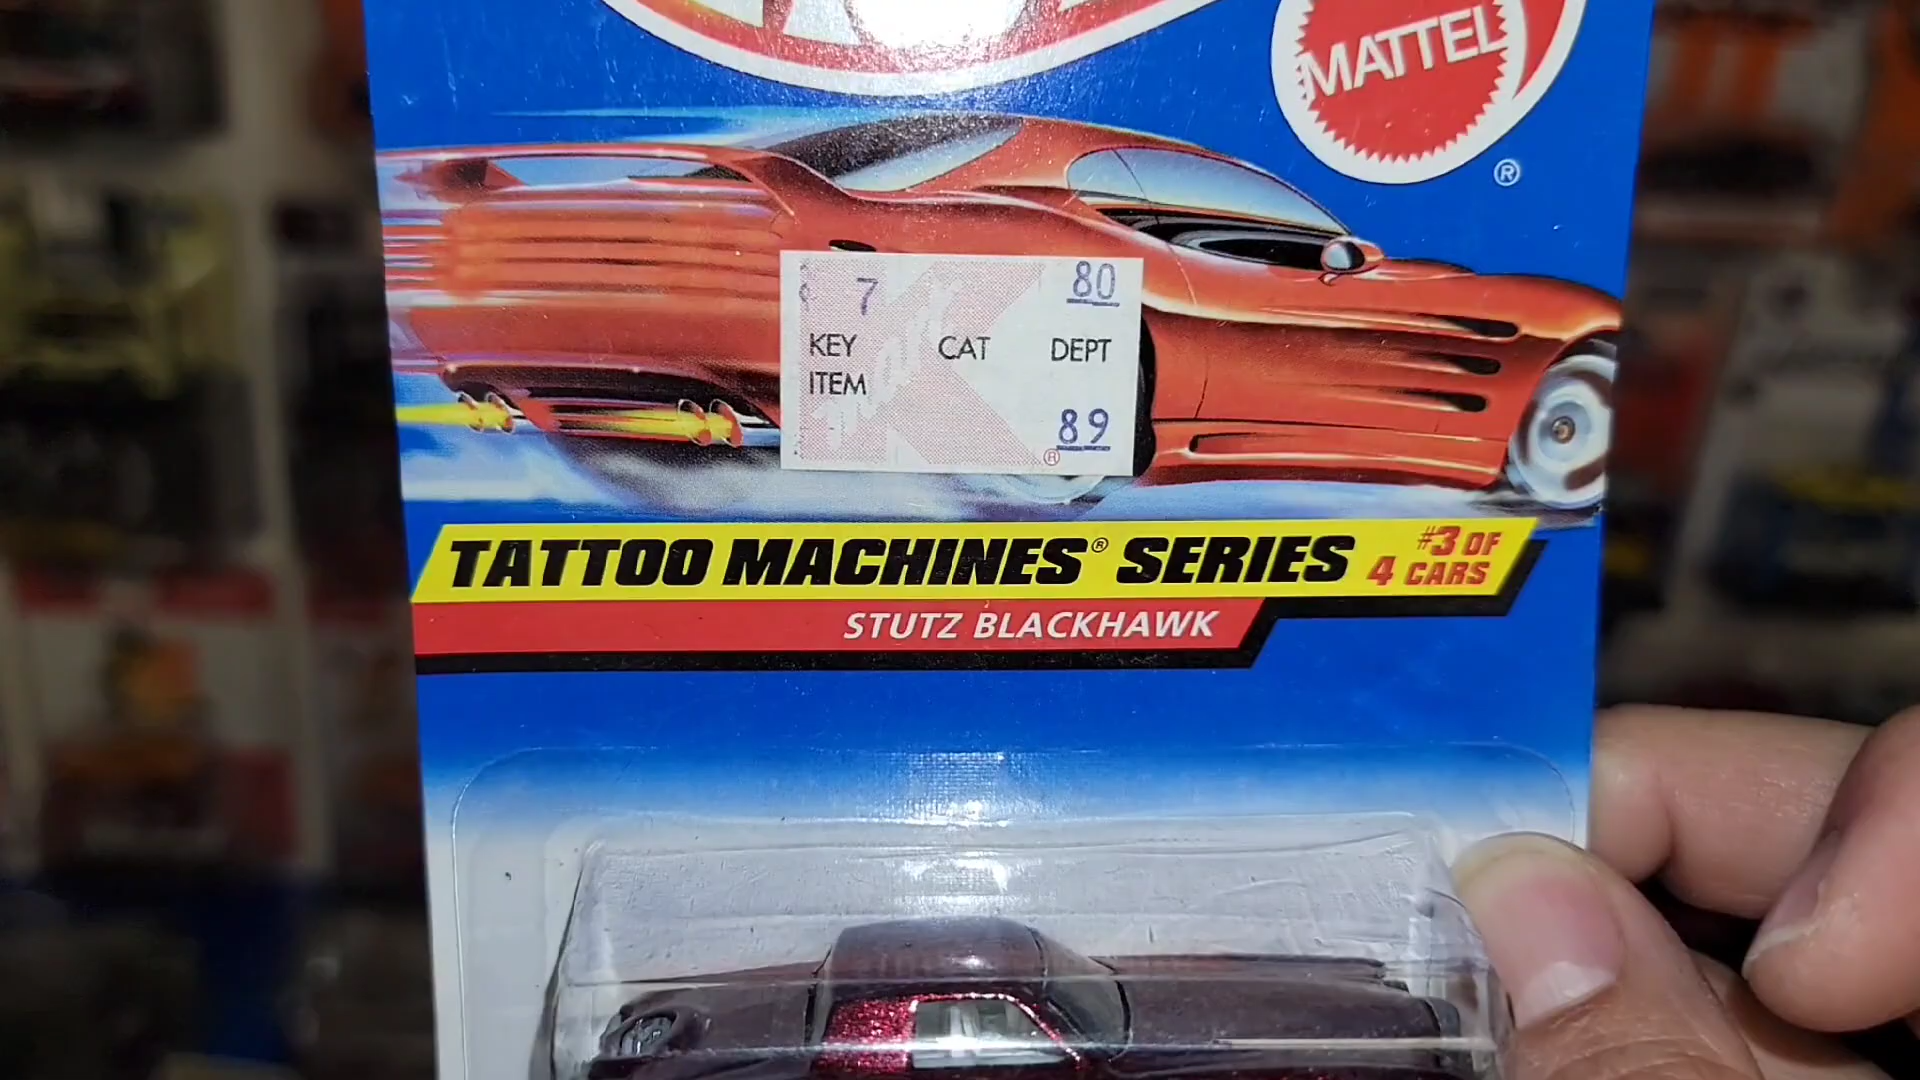 MATTEL
®
7 80
KEY CAT DEPT
ITEM
89
®
TATTOO MACHINES® SERIES #3 OF
4 CARS
STUTZ BLACKHAWK